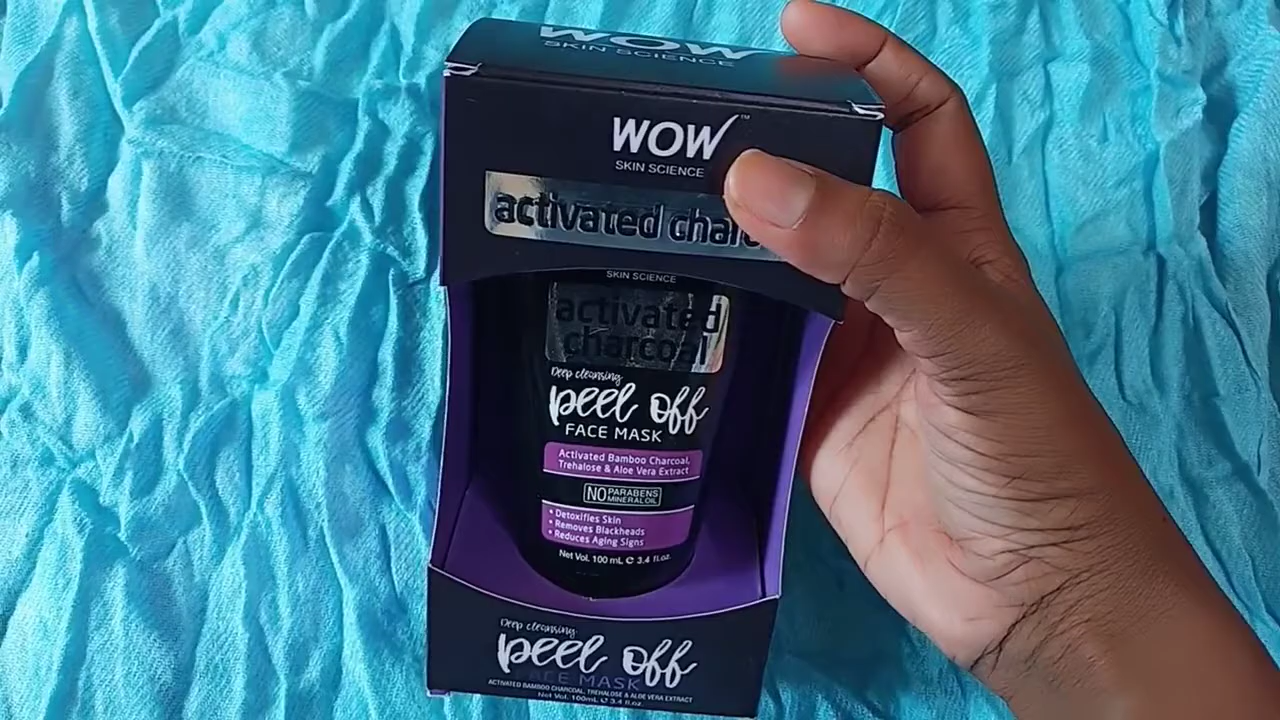 WOW
SKIN SCIENCE
WOW™
SKIN SCIENCE
activated
SKIN SCIENCE
activated
charcoal
Deep cleansing
peel off
FACE MASK
Activated Bamboo Charcoal,
Trehalose & Aloe Vera Extract
NO PARABENS
MINERAL OIL
• Detoxifies Skin
• Removes Blackheads
• Reduces Aging Signs
Net Vol. 100 mL ℮ 3.4 fl.oz.
Deep cleansing
peel off
FACE MASK
ACTIVATED BAMBOO CHARCOAL, TREHALOSE & ALOE VERA EXTRACT
Net Vol. 100mL ℮ 3.4 fl.oz.